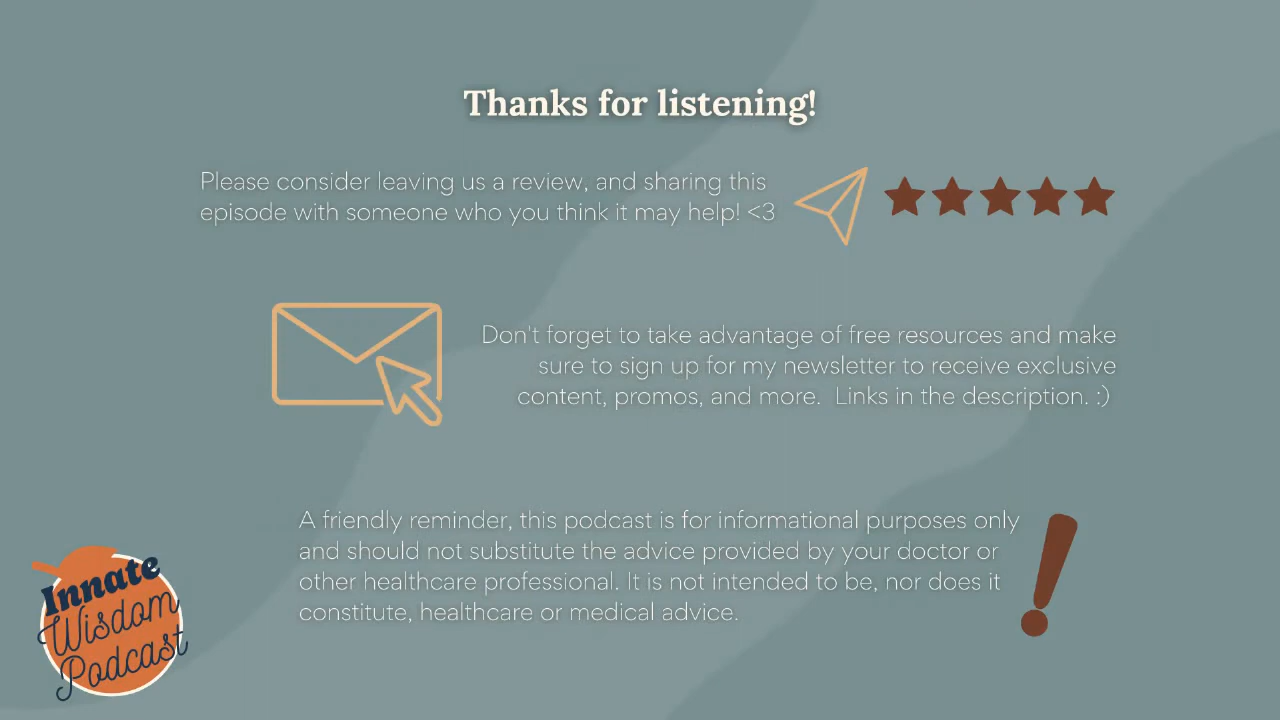 Thanks for listening!
Please consider leaving us a review, and sharing this
episode with someone who you think it may help! <3
Don't forget to take advantage of free resources and make
sure to sign up for my newsletter to receive exclusive
content, promos, and more. Links in the description. :)
A friendly reminder, this podcast is for informational purposes only
and should not substitute the advice provided by your doctor or
other healthcare professional. It is not intended to be, nor does it
constitute, healthcare or medical advice.
Innate
Wisdom
Podcast